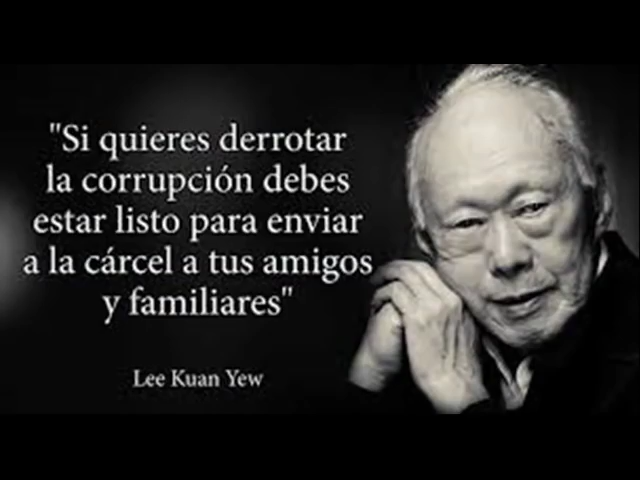 "Si quieres derrotar
la corrupción debes
estar listo para enviar
a la cárcel a tus amigos
y familiares"
Lee Kuan Yew